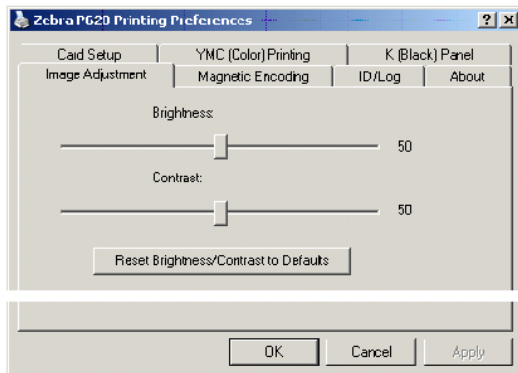 Zebra P620 Printing Preferences
Card Setup YMC (Color) Printing K (Black) Panel
Image Adjustment Magnetic Encoding ID/Log About
Brightness:
50
Contrast:
50
Reset Brightness/Contrast to Defaults
OK Cancel Apply